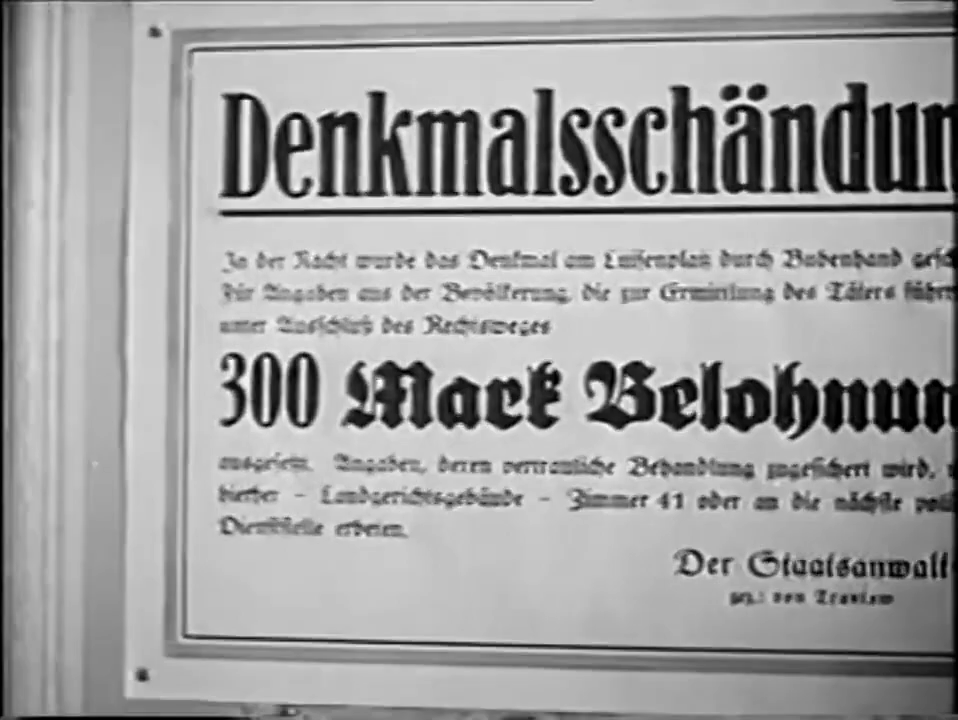 Denkmalsschändun
In der Nacht wurde das Denkmal am Luisenplatz durch Bubenhand gesch
Für Angaben aus der Bevölkerung, die zur Ermittlung des Täters führ
unter Ausschluß des Rechtsweges
300 Mark Belohnun
ausgesetzt. Angaben, deren vertrauliche Behandlung zugesichert wird,
hierher - Landgerichtsgebäude - Zimmer 41 oder an die nächste poli
Dienststelle erbeten.
Der Staatsanwalt
gez.: von